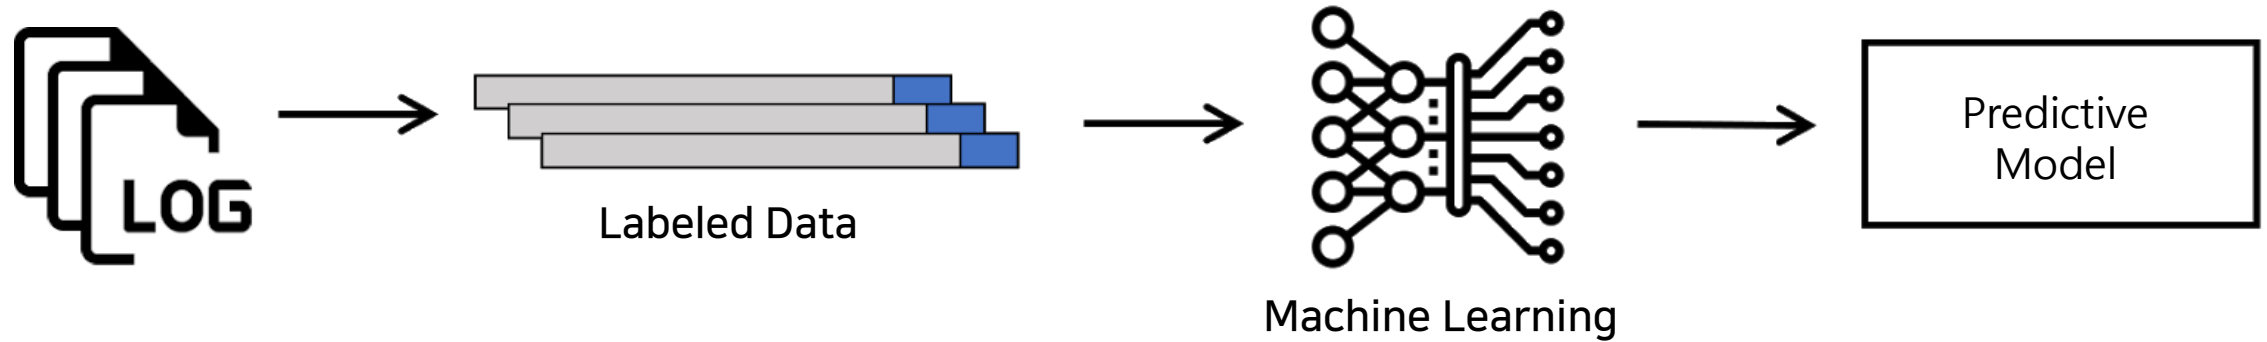 LOG
Labeled Data
Machine Learning
Predictive
Model